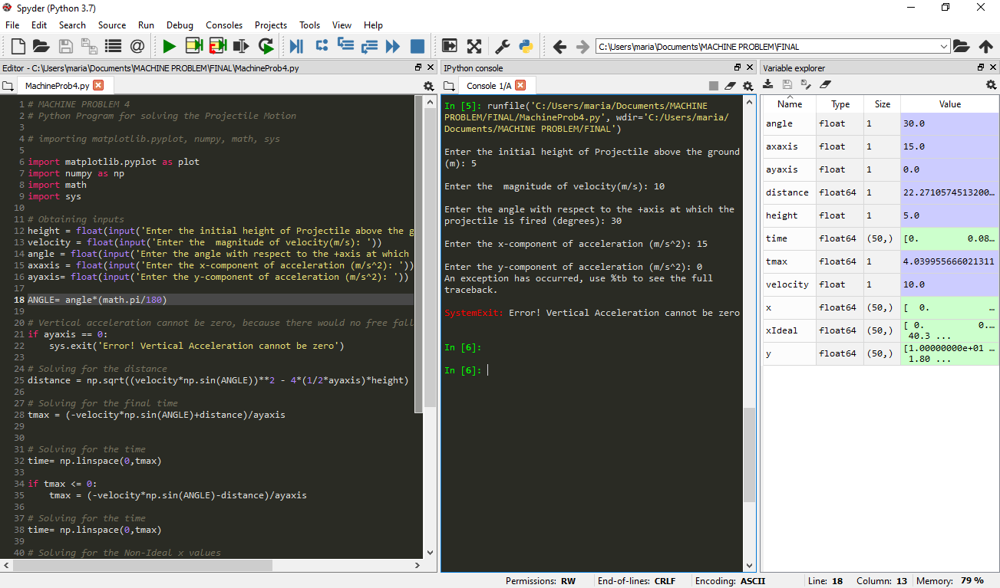 Spyder (Python 3.7)
File Edit Search Source Run Debug Consoles Projects Tools View Help
C:\Users\maria\Documents\MACHINE PROBLEM\FINAL
Editor - C:\Users\maria\Documents\MACHINE PROBLEM\FINAL\MachineProb4.py
MachineProb4.py
1 # MACHINE PROBLEM 4
2 # Python Program for solving the Projectile Motion
3
4 # importing matplotlib.pyplot, numpy, math, sys
5
6 import matplotlib.pyplot as plot
7 import numpy as np
8 import math
9 import sys
10
11 # Obtaining inputs
12 height = float(input('Enter the initial height of Projectile above the g
13 velocity = float(input('Enter the  magnitude of velocity(m/s): '))
14 angle = float(input('Enter the angle with respect to the +axis at which
15 axaxis = float(input('Enter the x-component of acceleration (m/s^2): '))
16 ayaxis= float(input('Enter the y-component of acceleration (m/s^2): '))
17
18 ANGLE= angle*(math.pi/180)
19
20 # Vertical acceleration cannot be zero, because there would no free fall
21 if ayaxis == 0:
22     sys.exit('Error! Vertical Acceleration cannot be zero')
23
24 # Solving for the distance
25 distance = np.sqrt((velocity*np.sin(ANGLE))**2 - 4*(1/2*ayaxis)*height)
26
27 # Solving for the final time
28 tmax = (-velocity*np.sin(ANGLE)+distance)/ayaxis
29
30
31 # Solving for the time
32 time= np.linspace(0,tmax)
33
34 if tmax <= 0:
35     tmax = (-velocity*np.sin(ANGLE)-distance)/ayaxis
36
37 # Solving for the time
38 time= np.linspace(0,tmax)
39
40 # Solving for the Non-Ideal x values
IPython console
Console 1/A
In [5]: runfile('C:/Users/maria/Documents/MACHINE
PROBLEM/FINAL/MachineProb4.py', wdir='C:/Users/maria/
Documents/MACHINE PROBLEM/FINAL')
Enter the initial height of Projectile above the ground
(m): 5
Enter the  magnitude of velocity(m/s): 10
Enter the angle with respect to the +axis at which the
projectile is fired (degrees): 30
Enter the x-component of acceleration (m/s^2): 15
Enter the y-component of acceleration (m/s^2): 0
An exception has occurred, use %tb to see the full
traceback.
SystemExit: Error! Vertical Acceleration cannot be zero
In [6]:
In [6]:
Variable explorer
Name Type Size Value
angle float 1 30.0
axaxis float 1 15.0
ayaxis float 1 0.0
distance float64 1 22.2710574513200…
height float 1 5.0
time float64 (50,) [0. 0.08…
tmax float64 1 4.039955666021311
velocity float 1 10.0
x float64 (50,) [ 0. …
xIdeal float64 (50,) [ 0. 0.…
40.3 ...
y float64 (50,) [1.00000000e+01 …
1.80 ...
Permissions: RW End-of-lines: CRLF Encoding: ASCII Line: 18 Column: 13 Memory: 79 %